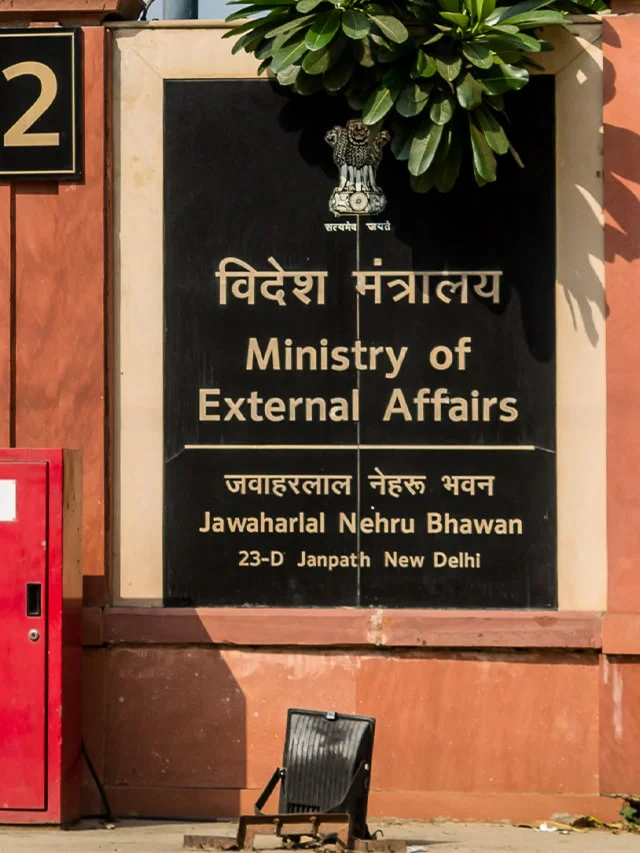 2
सत्यमेव जयते
विदेश मंत्रालय
Ministry of
External Affairs
जवाहरलाल नेहरू भवन
Jawaharlal Nehru Bhawan
23-D Janpath New Delhi